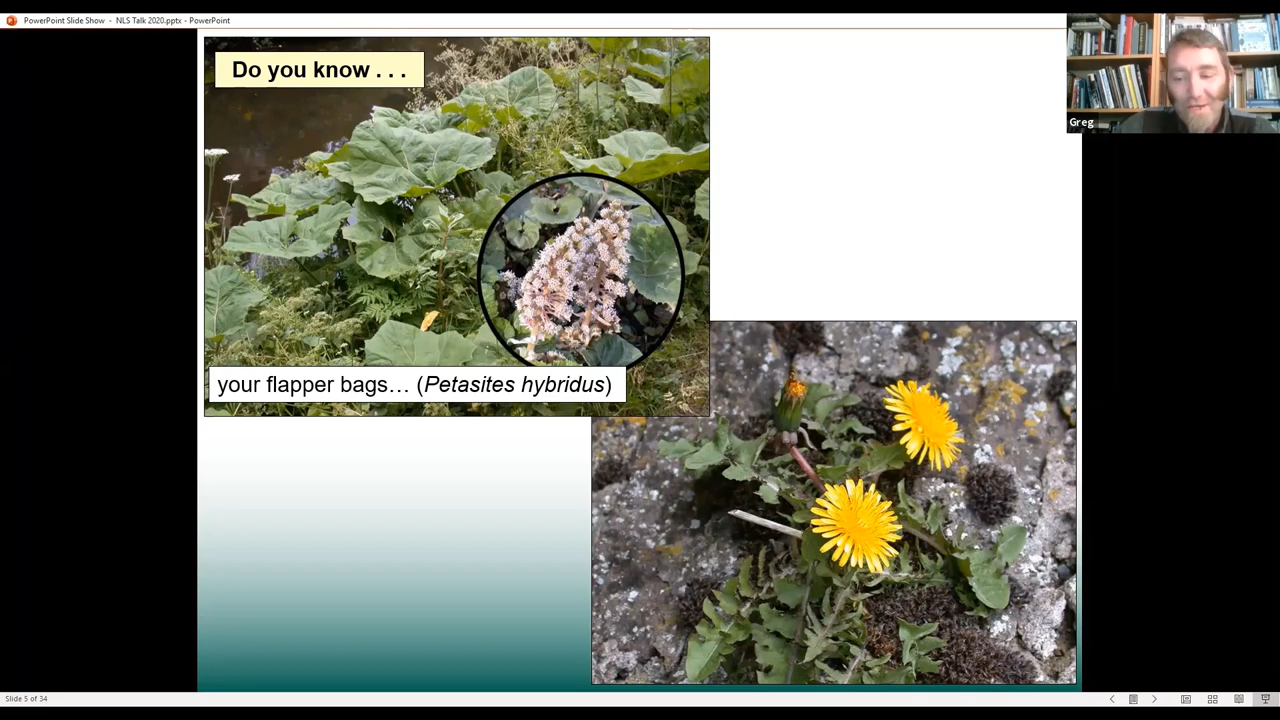 PowerPoint Slide Show - NLS Talk 2020.pptx - PowerPoint
Do you know . . .
Greg
your flapper bags... (Petasites hybridus)
Slide 5 of 34